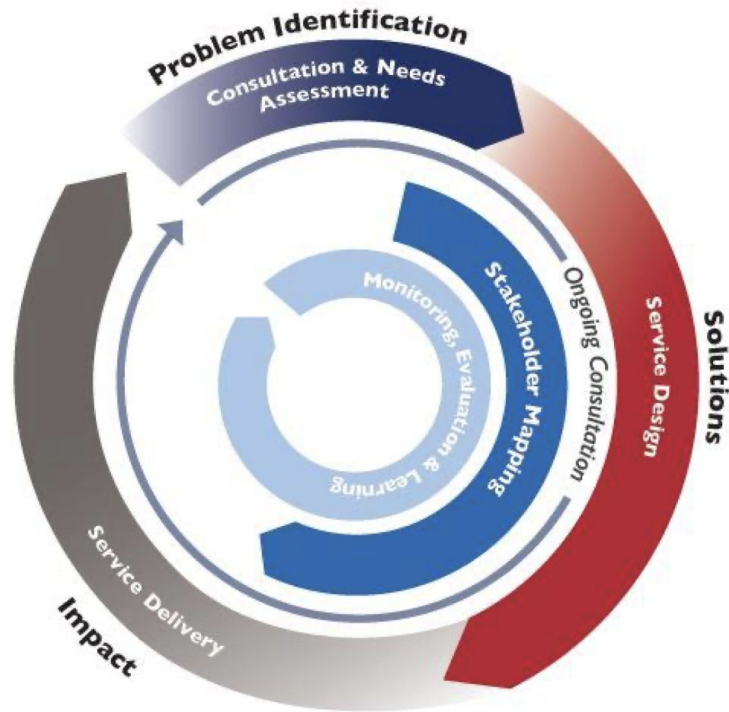 Problem Identification
Consultation & Needs
Assessment
Solutions
Service Design
Ongoing Consultation
Stakeholder Mapping
Monitoring, Evaluation & Learning
Service Delivery
Impact